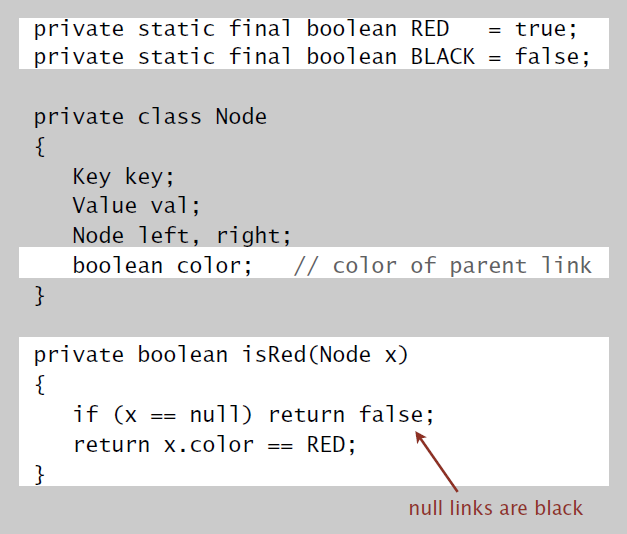 private static final boolean RED   = true;
private static final boolean BLACK = false;
private class Node
{
   Key key;
   Value val;
   Node left, right;
   boolean color;   // color of parent link
}
private boolean isRed(Node x)
{
   if (x == null) return false;
   return x.color == RED;
}
null links are black